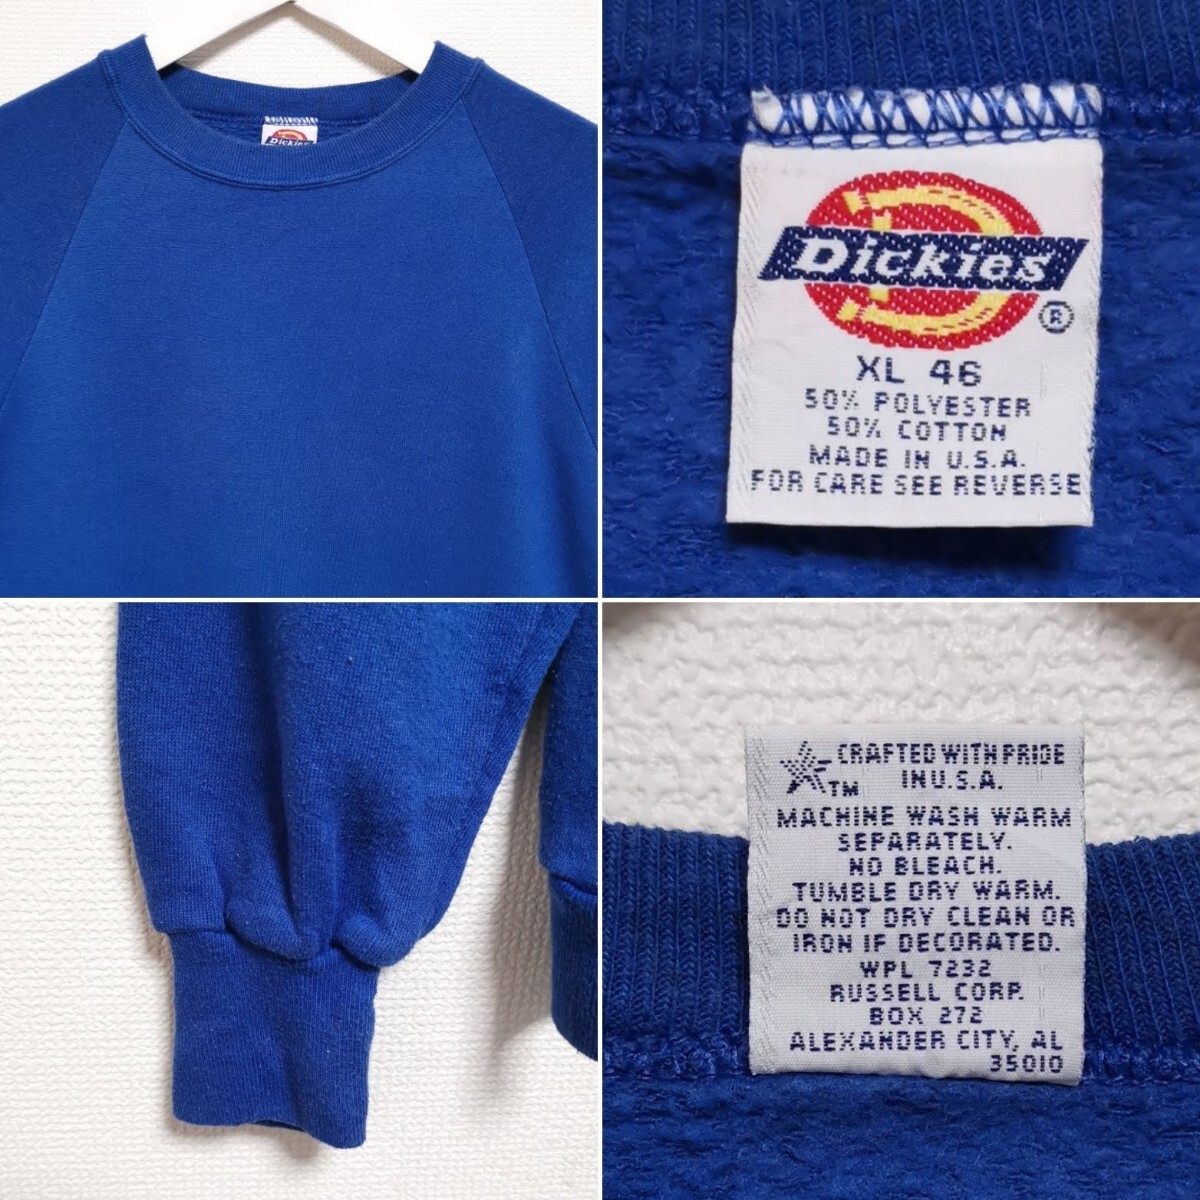 Dickies
Dickies
®
XL 46
50% POLYESTER
50% COTTON
MADE IN U.S.A.
FOR CARE SEE REVERSE
CRAFTED WITH PRIDE
TM IN U.S.A.
MACHINE WASH WARM
SEPARATELY.
NO BLEACH.
TUMBLE DRY WARM.
DO NOT DRY CLEAN OR
IRON IF DECORATED.
WPL 7232
RUSSELL CORP.
BOX 272
ALEXANDER CITY, AL
35010